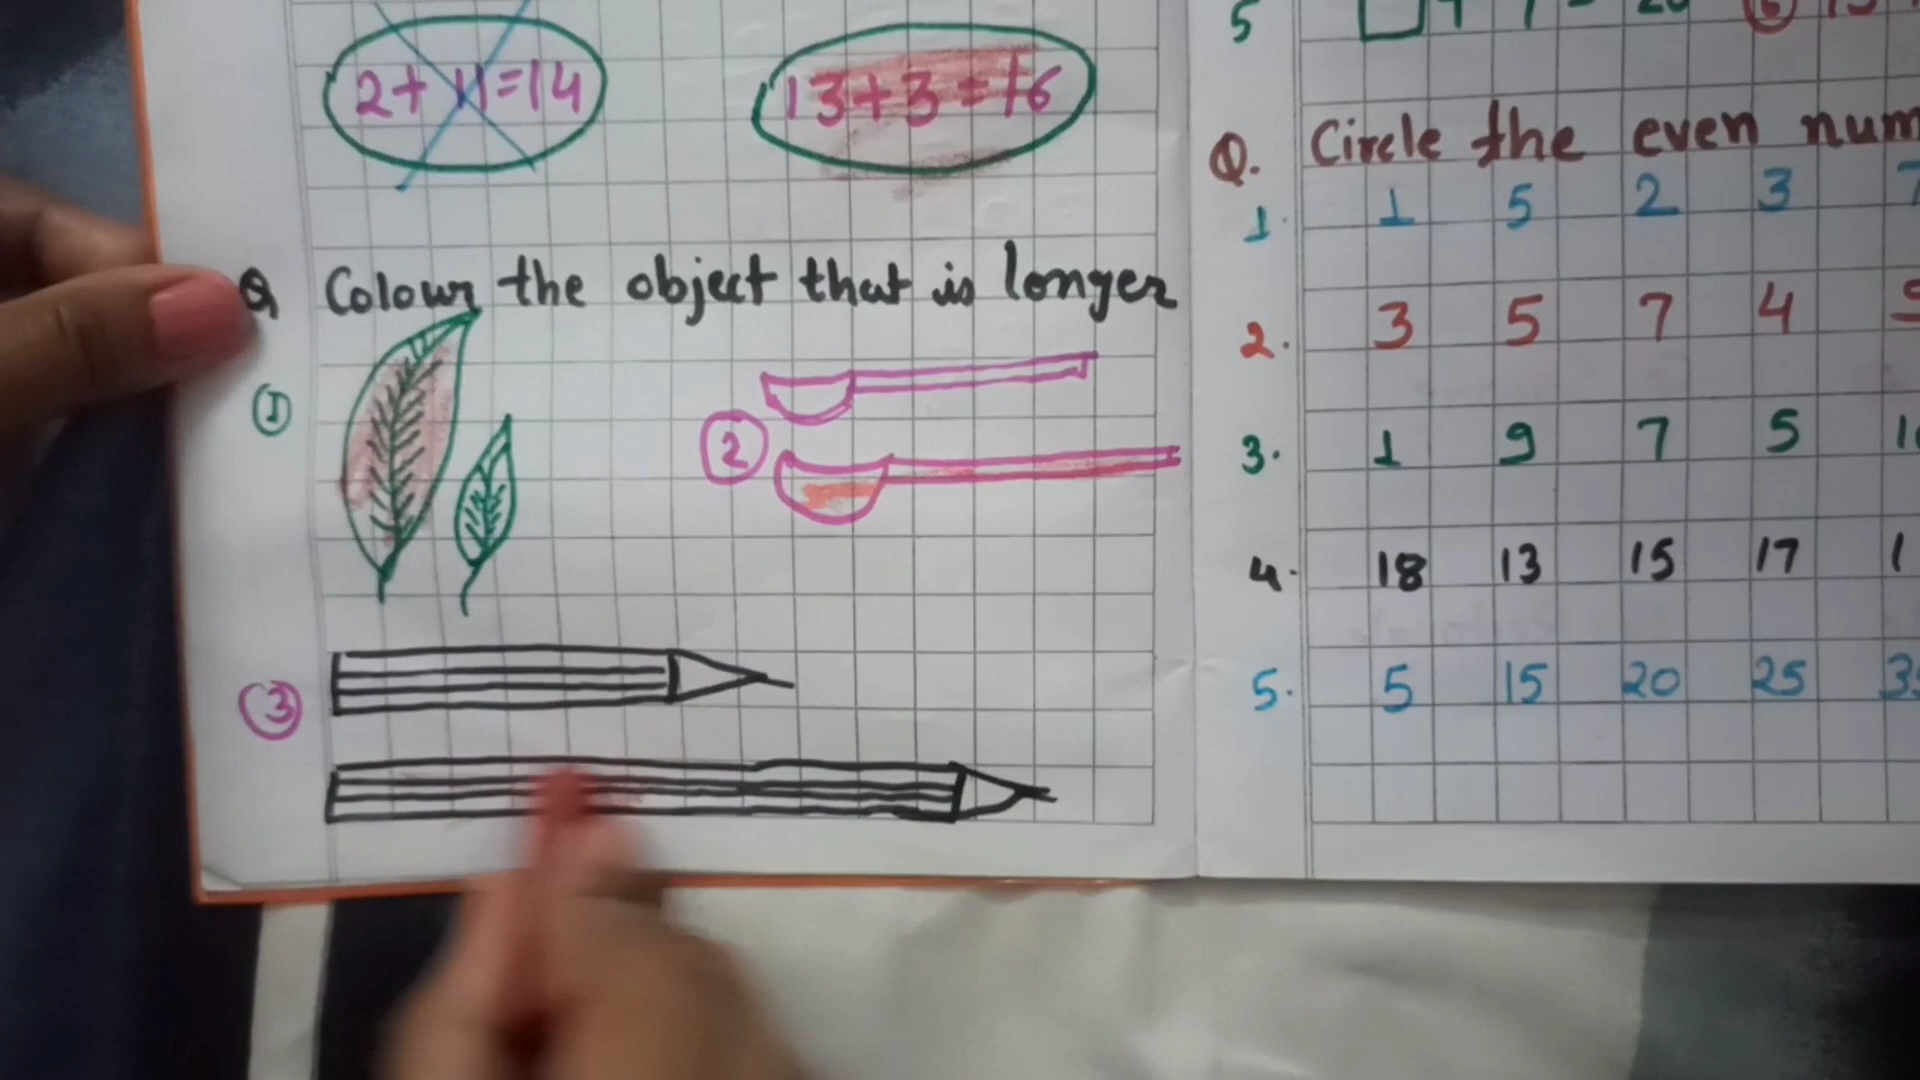 2+11=14
13+3=16
Q Colour the object that is longer
1
2
3
5
Q. Circle the even
1. 1 5 2 3 7
2. 3 5 7 4
3. 1 9 7 5
4. 18 13 15 17
5. 5 15 20 25